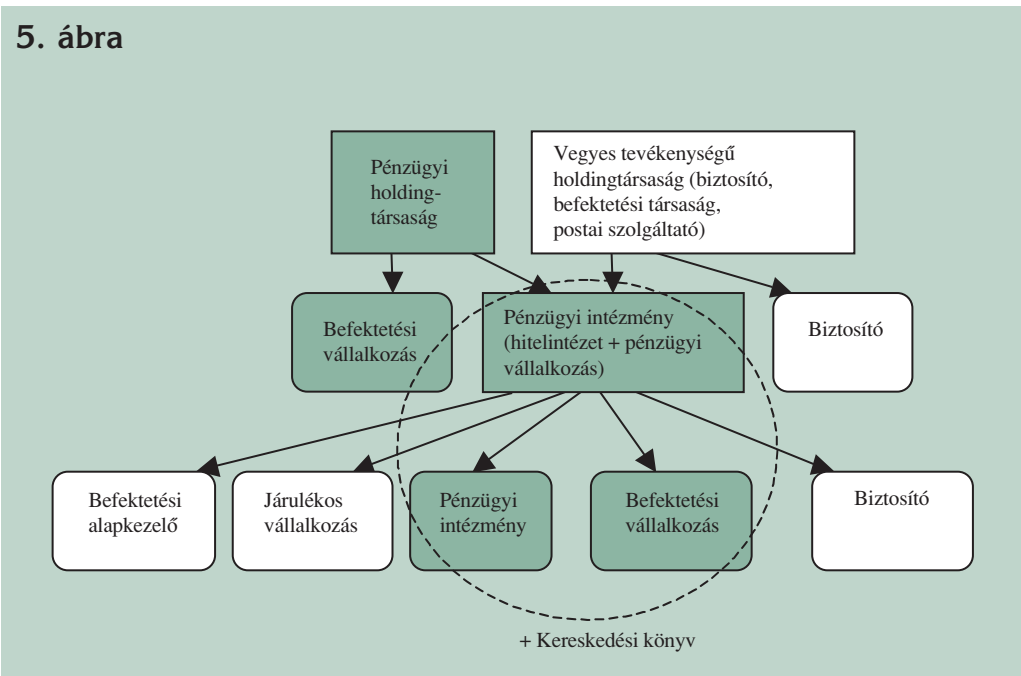 5. ábra
Pénzügyi
holding-
társaság
Vegyes tevékenységű
holdingtársaság (biztosító,
befektetési társaság,
postai szolgáltató)
Befektetési
vállalkozás
Pénzügyi intézmény
(hitelintézet + pénzügyi
vállalkozás)
Biztosító
Befektetési
alapkezelő
Járulékos
vállalkozás
Pénzügyi
intézmény
Befektetési
vállalkozás
Biztosító
+ Kereskedési könyv